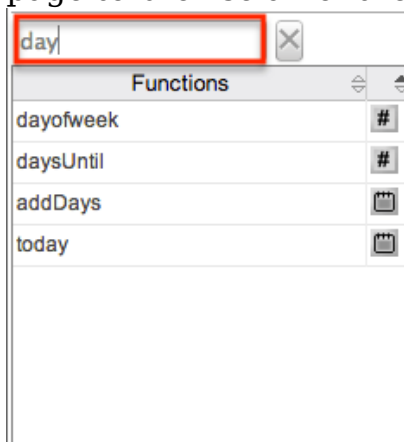 day
Functions
dayofweek #
daysUntil #
addDays
today